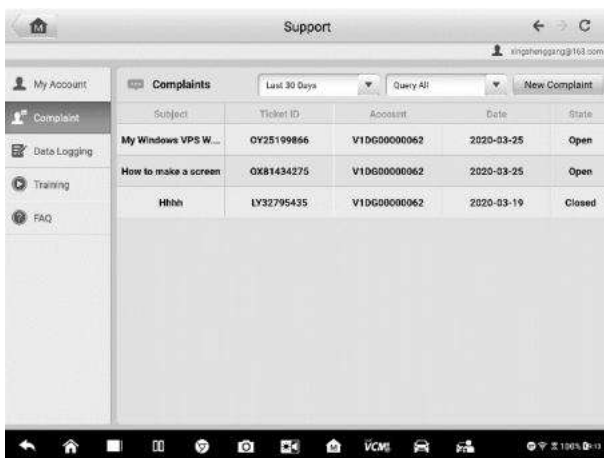 Support
xingshenggang@163.com
My Account
Complaint
Data Logging
Training
FAQ
Complaints
Last 30 Days
Query All
New Complaint
Subject Ticket ID Account Date State
My Windows VPS W... OY25199866 V1DG00000062 2020-03-25 Open
How to make a screen OX81434275 V1DG00000062 2020-03-25 Open
Hhhh LY32795435 V1DG00000062 2020-03-19 Closed
M
VCMI
100%